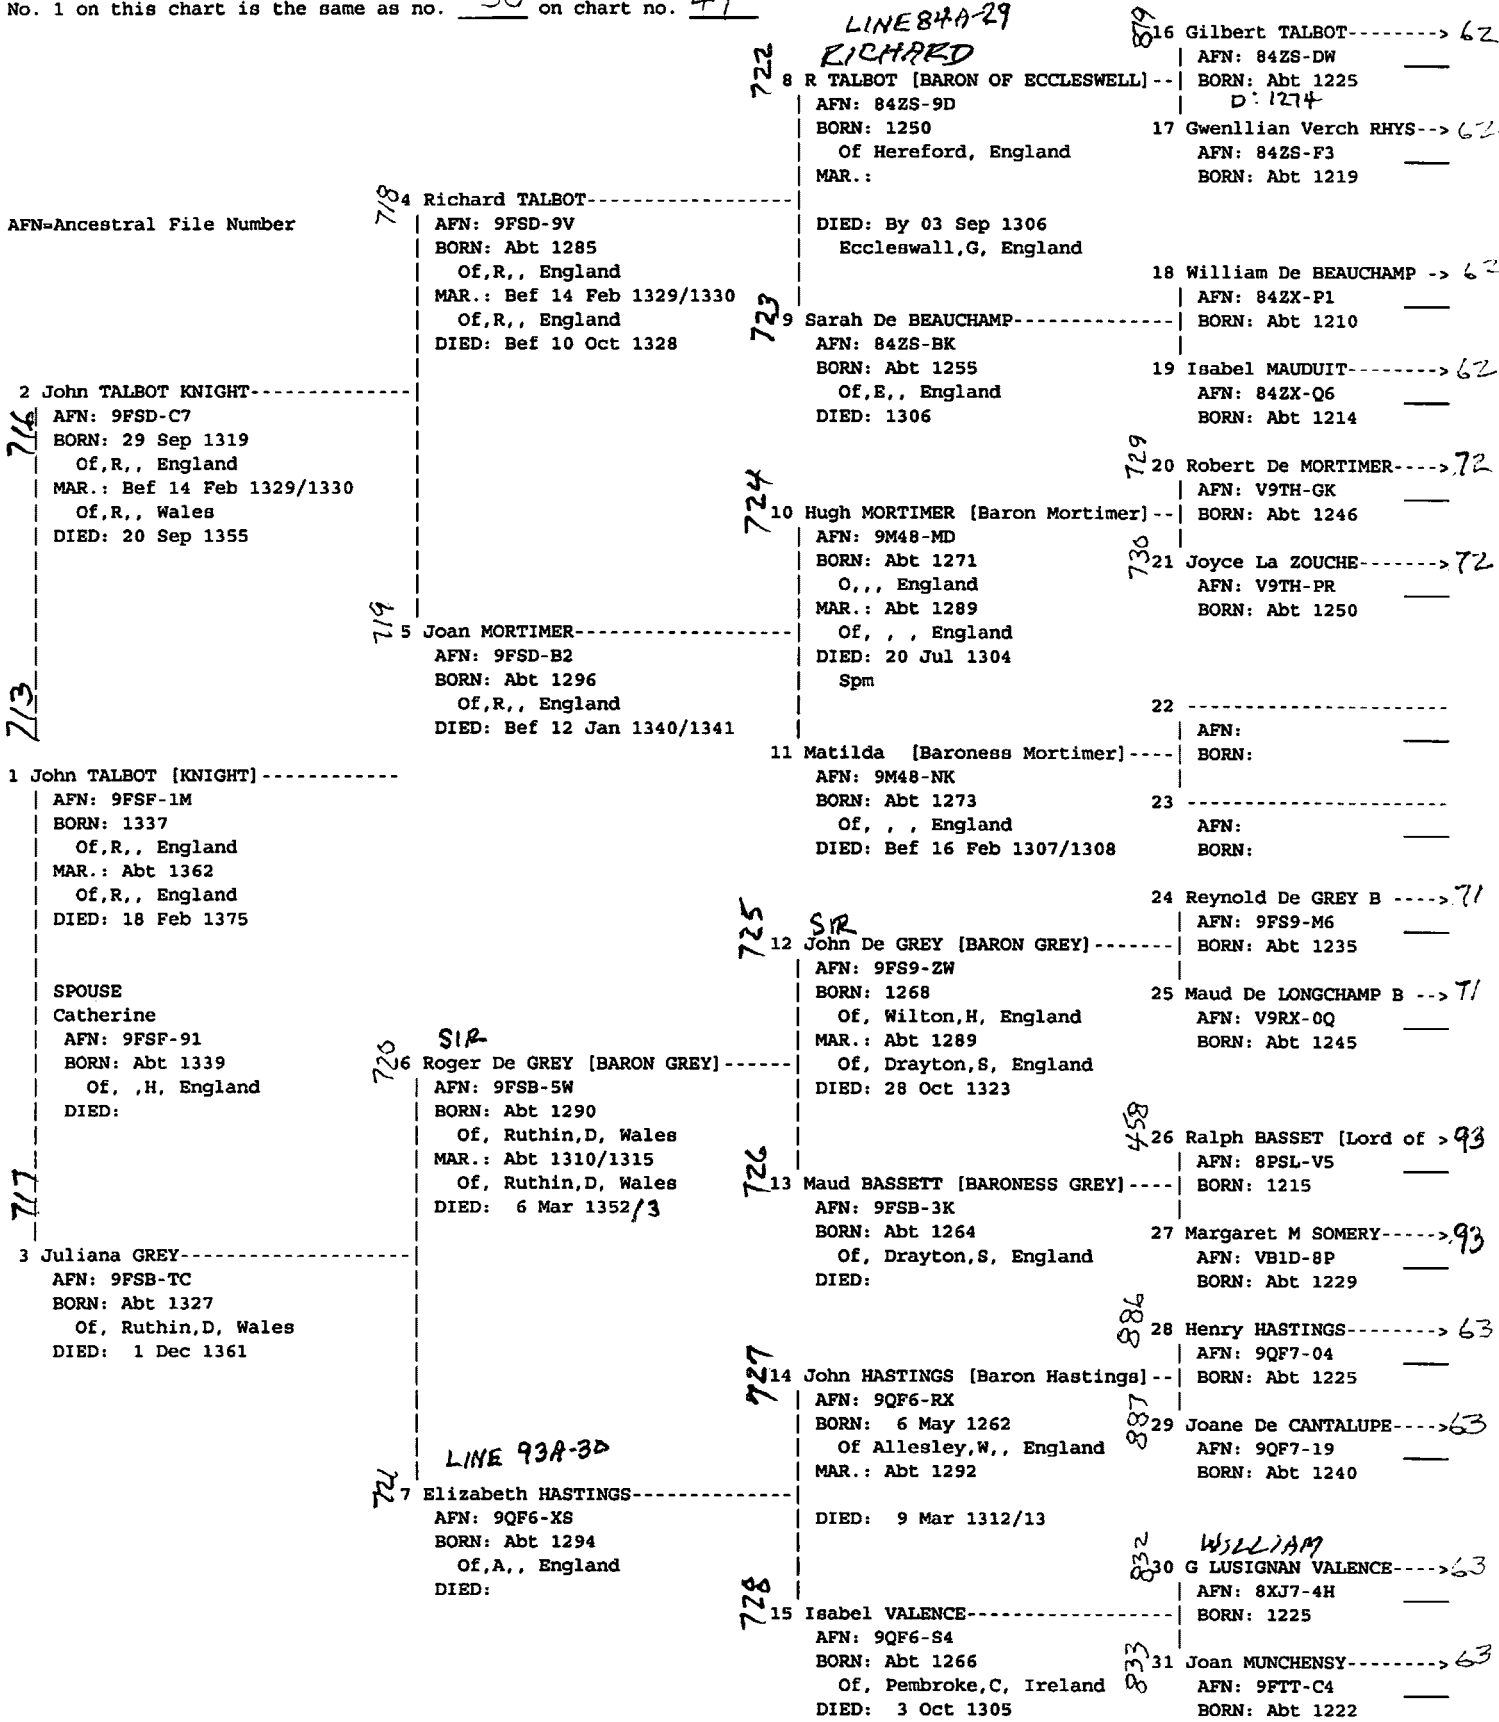 No. 1 on this chart is the same as no. on chart no.
AFN=Ancestral File Number
713
1 John TALBOT [KNIGHT]------------
AFN: 9FSF-1M
BORN: 1337
Of,R,, England
MAR.: Abt 1362
Of,R,, England
DIED: 18 Feb 1375
SPOUSE
Catherine
AFN: 9FSF-91
BORN: Abt 1339
Of, ,H, England
DIED:
716
2 John TALBOT KNIGHT-------------
AFN: 9FSD-C7
BORN: 29 Sep 1319
Of,R,, England
MAR.: Bef 14 Feb 1329/1330
Of,R,, Wales
DIED: 20 Sep 1355
717
3 Juliana GREY------------------
AFN: 9FSB-TC
BORN: Abt 1327
Of, Ruthin,D, Wales
DIED: 1 Dec 1361
718
4 Richard TALBOT-----------------
AFN: 9FSD-9V
BORN: Abt 1285
Of,R,, England
MAR.: Bef 14 Feb 1329/1330
Of,R,, England
DIED: Bef 10 Oct 1328
719
5 Joan MORTIMER------------------
AFN: 9FSD-B2
BORN: Abt 1296
Of,R,, England
DIED: Bef 12 Jan 1340/1341
720
SIR
6 Roger De GREY [BARON GREY]------
AFN: 9FSB-5W
BORN: Abt 1290
Of, Ruthin,D, Wales
MAR.: Abt 1310/1315
Of, Ruthin,D, Wales
DIED: 6 Mar 1352/3
LINE 93A-30
721
7 Elizabeth HASTINGS--------------
AFN: 9QF6-XS
BORN: Abt 1294
Of,A,, England
DIED:
LINE 84A-29
RICHARD
722
8 R TALBOT [BARON OF ECCLESWELL]--
AFN: 84ZS-9D
BORN: 1250
Of Hereford, England
MAR.:
DIED: By 03 Sep 1306
Eccleswall,G, England
723
9 Sarah De BEAUCHAMP--------------
AFN: 84ZS-BK
BORN: Abt 1255
Of,E,, England
DIED: 1306
724
10 Hugh MORTIMER [Baron Mortimer]--
AFN: 9M48-MD
BORN: Abt 1271
O,,, England
MAR.: Abt 1289
Of, , , England
DIED: 20 Jul 1304
Spm
11 Matilda [Baroness Mortimer]----
AFN: 9M48-NK
BORN: Abt 1273
Of, , , England
DIED: Bef 16 Feb 1307/1308
725
SIR
12 John De GREY [BARON GREY]-------
AFN: 9FS9-ZW
BORN: 1268
Of, Wilton,H, England
MAR.: Abt 1289
Of, Drayton,S, England
DIED: 28 Oct 1323
726
13 Maud BASSETT [BARONESS GREY]----
AFN: 9FSB-3K
BORN: Abt 1264
Of, Drayton,S, England
DIED:
727
14 John HASTINGS [Baron Hastings]--
AFN: 9QF6-RX
BORN: 6 May 1262
Of Allesley,W,, England
MAR.: Abt 1292
DIED: 9 Mar 1312/13
728
15 Isabel VALENCE-----------------
AFN: 9QF6-S4
BORN: Abt 1266
Of, Pembroke,C, Ireland
DIED: 3 Oct 1305
879
16 Gilbert TALBOT--------> 62
AFN: 84ZS-DW
BORN: Abt 1225
D: 1274
17 Gwenllian Verch RHYS--> 62
AFN: 84ZS-F3
BORN: Abt 1219
18 William De BEAUCHAMP ->
AFN: 84ZX-P1
BORN: Abt 1210
19 Isabel MAUDUIT--------> 62
AFN: 84ZX-Q6
BORN: Abt 1214
729
20 Robert De MORTIMER----> 72
AFN: V9TH-GK
BORN: Abt 1246
730
21 Joyce La ZOUCHE-------> 72
AFN: V9TH-PR
BORN: Abt 1250
22 ----------------------
AFN:
BORN:
23 ----------------------
AFN:
BORN:
24 Reynold De GREY B ----> 71
AFN: 9FS9-M6
BORN: Abt 1235
25 Maud De LONGCHAMP B --> 71
AFN: V9RX-0Q
BORN: Abt 1245
458
26 Ralph BASSET [Lord of > 93
AFN: 8PSL-V5
BORN: 1215
27 Margaret M SOMERY-----> 93
AFN: VB1D-8P
BORN: Abt 1229
886
28 Henry HASTINGS--------> 63
AFN: 9QF7-04
BORN: Abt 1225
887
29 Joane De CANTALUPE----> 63
AFN: 9QF7-19
BORN: Abt 1240
832
WILLIAM
30 G LUSIGNAN VALENCE----> 63
AFN: 8XJ7-4H
BORN: 1225
833
31 Joan MUNCHENSY--------> 63
AFN: 9FTT-C4
BORN: Abt 1222